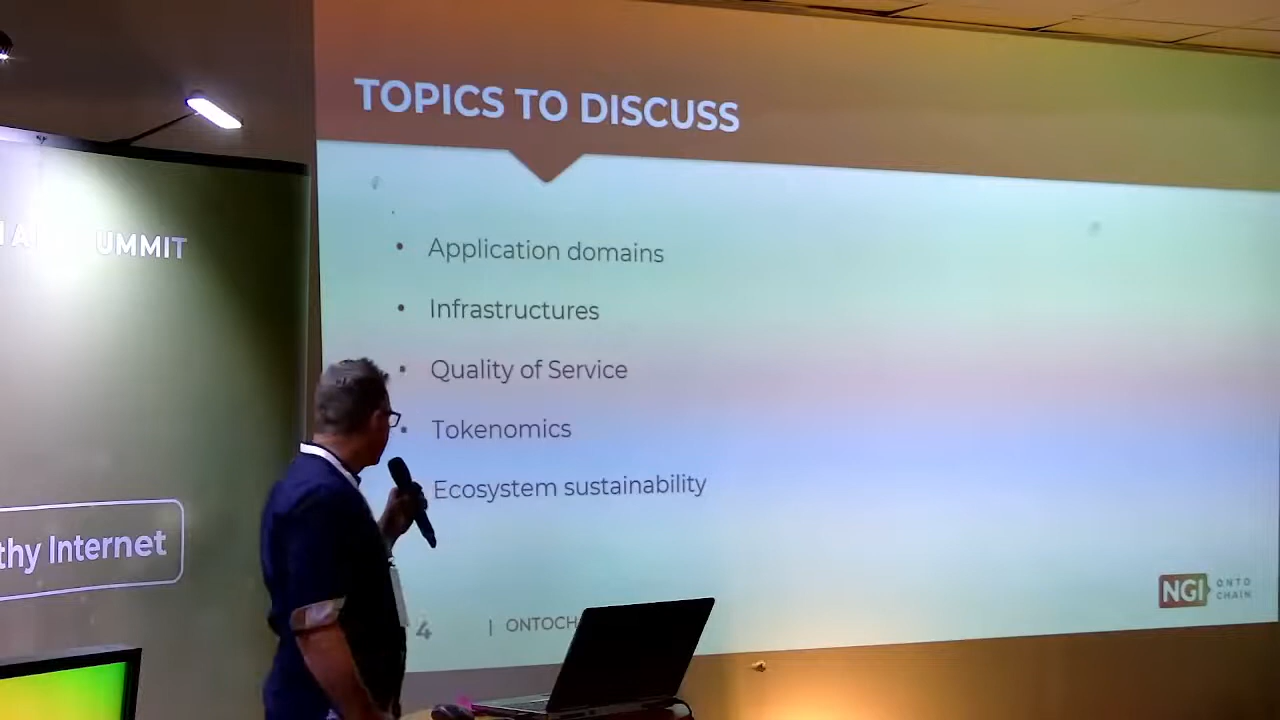 TOPICS TO DISCUSS
• Application domains
• Infrastructures
• Quality of Service
• Tokenomics
Ecosystem sustainability
UMMIT
thy Internet
4 | ONTOCH
NGI ONTO
CHAIN